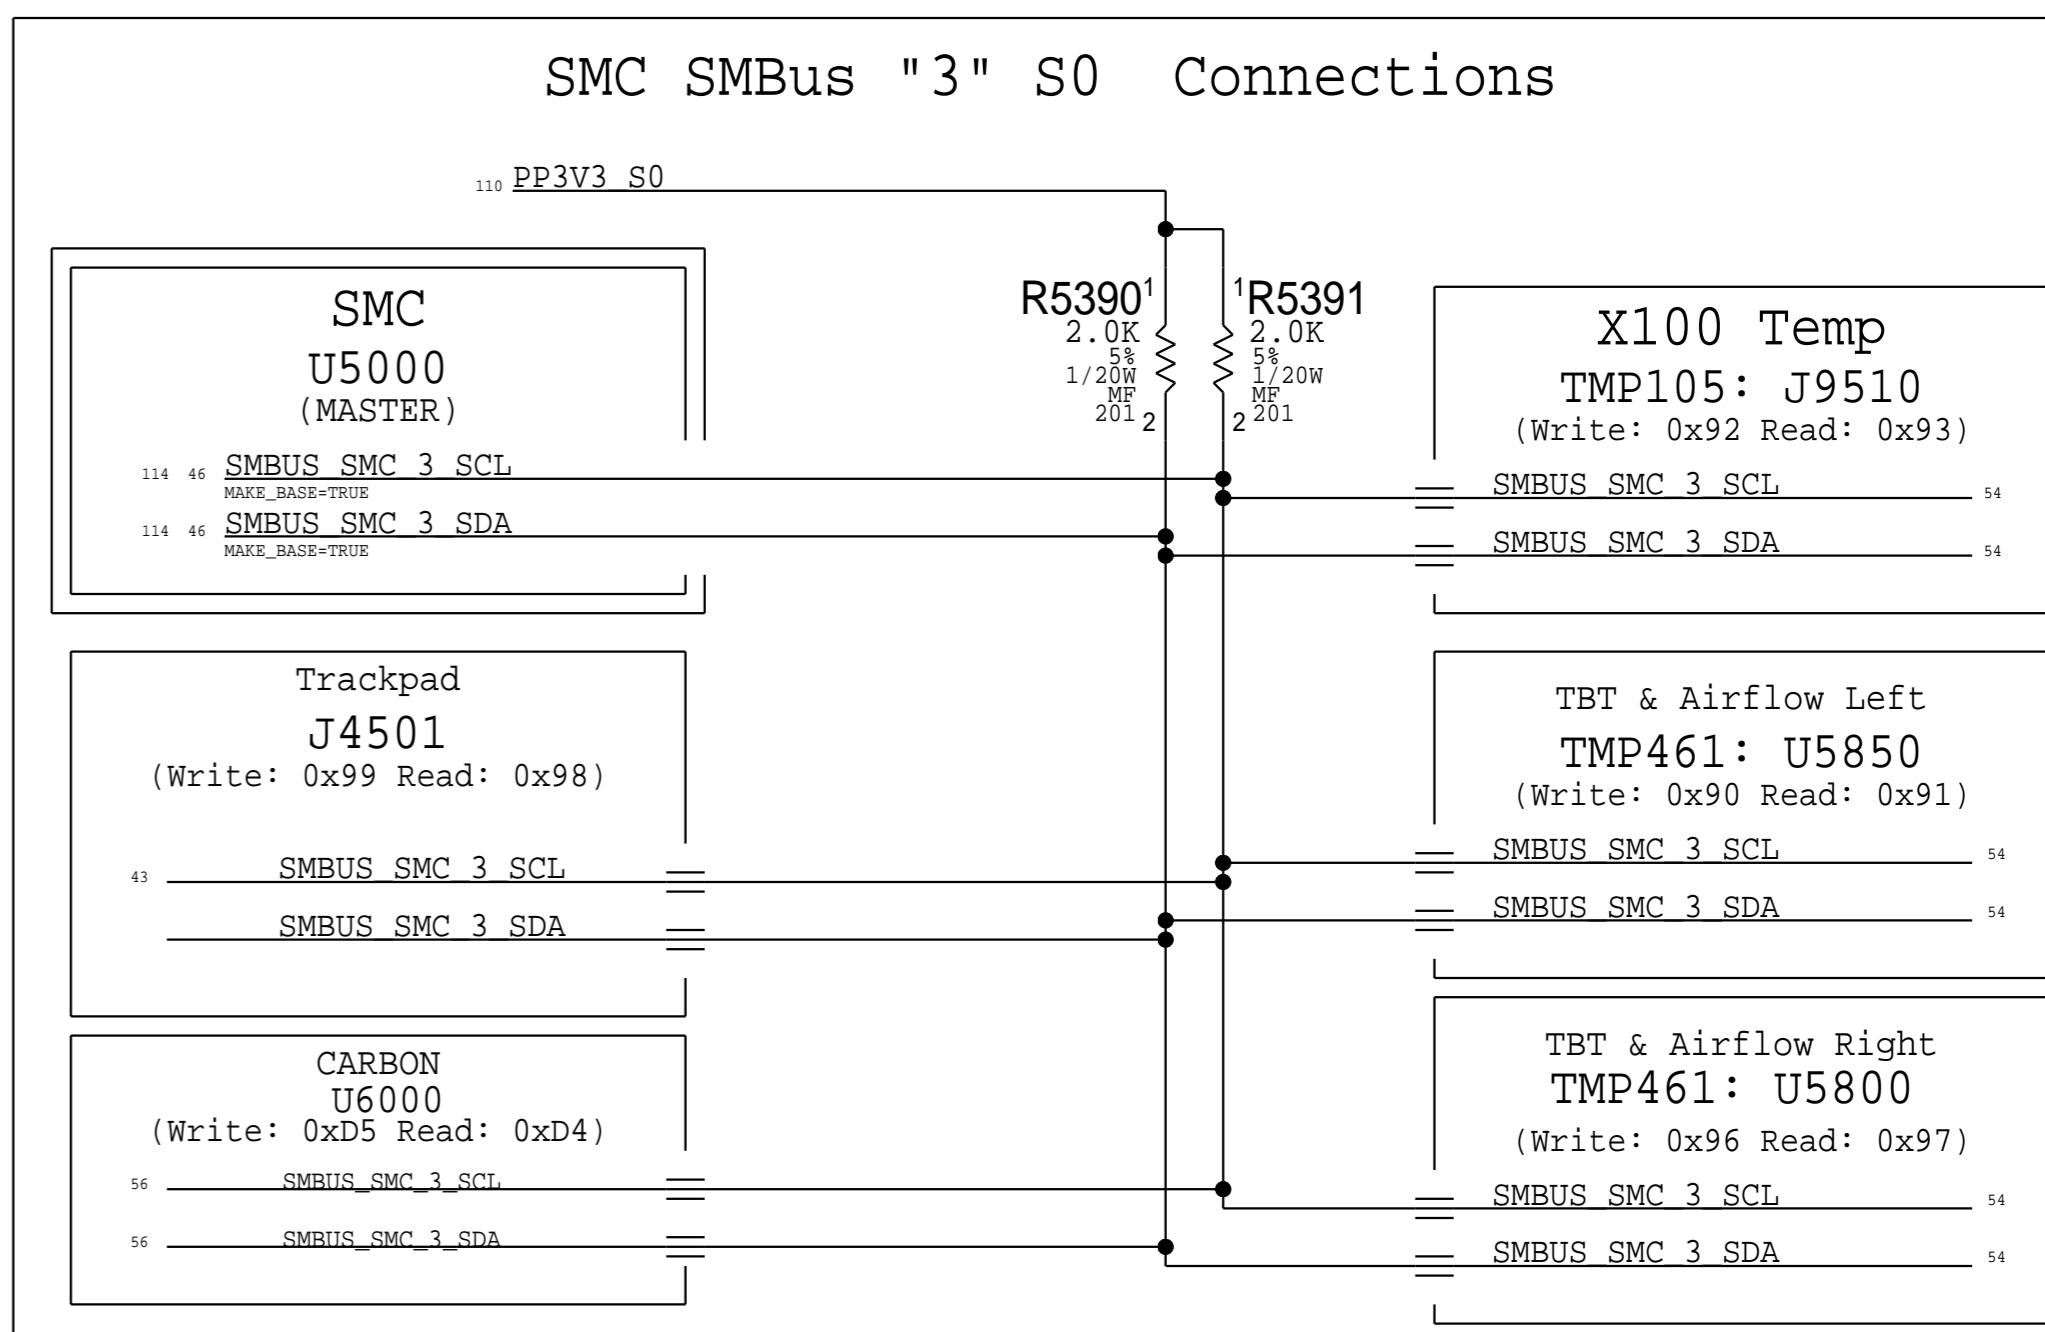 SMC SMBus "3" S0 Connections
110 PP3V3_S0
SMC
U5000
(MASTER)
114 46 SMBUS_SMC_3_SCL
MAKE_BASE=TRUE
114 46 SMBUS_SMC_3_SDA
MAKE_BASE=TRUE
R5390 1
2.0K
5%
1/20W
MF
201 2
1 R5391
2.0K
5%
1/20W
MF
2 201
X100 Temp
TMP105: J9510
(Write: 0x92 Read: 0x93)
SMBUS_SMC_3_SCL 54
SMBUS_SMC_3_SDA 54
Trackpad
J4501
(Write: 0x99 Read: 0x98)
43 SMBUS_SMC_3_SCL
SMBUS_SMC_3_SDA
TBT & Airflow Left
TMP461: U5850
(Write: 0x90 Read: 0x91)
SMBUS_SMC_3_SCL 54
SMBUS_SMC_3_SDA 54
CARBON
U6000
(Write: 0xD5 Read: 0xD4)
56 SMBUS_SMC_3_SCL
56 SMBUS_SMC_3_SDA
TBT & Airflow Right
TMP461: U5800
(Write: 0x96 Read: 0x97)
SMBUS_SMC_3_SCL 54
SMBUS_SMC_3_SDA 54